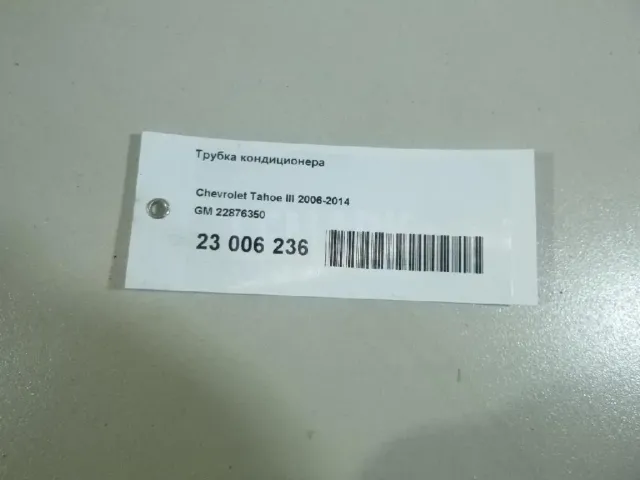 Трубка кондиционера
Chevrolet Tahoe III 2006-2014
GM 22876350
23 006 236